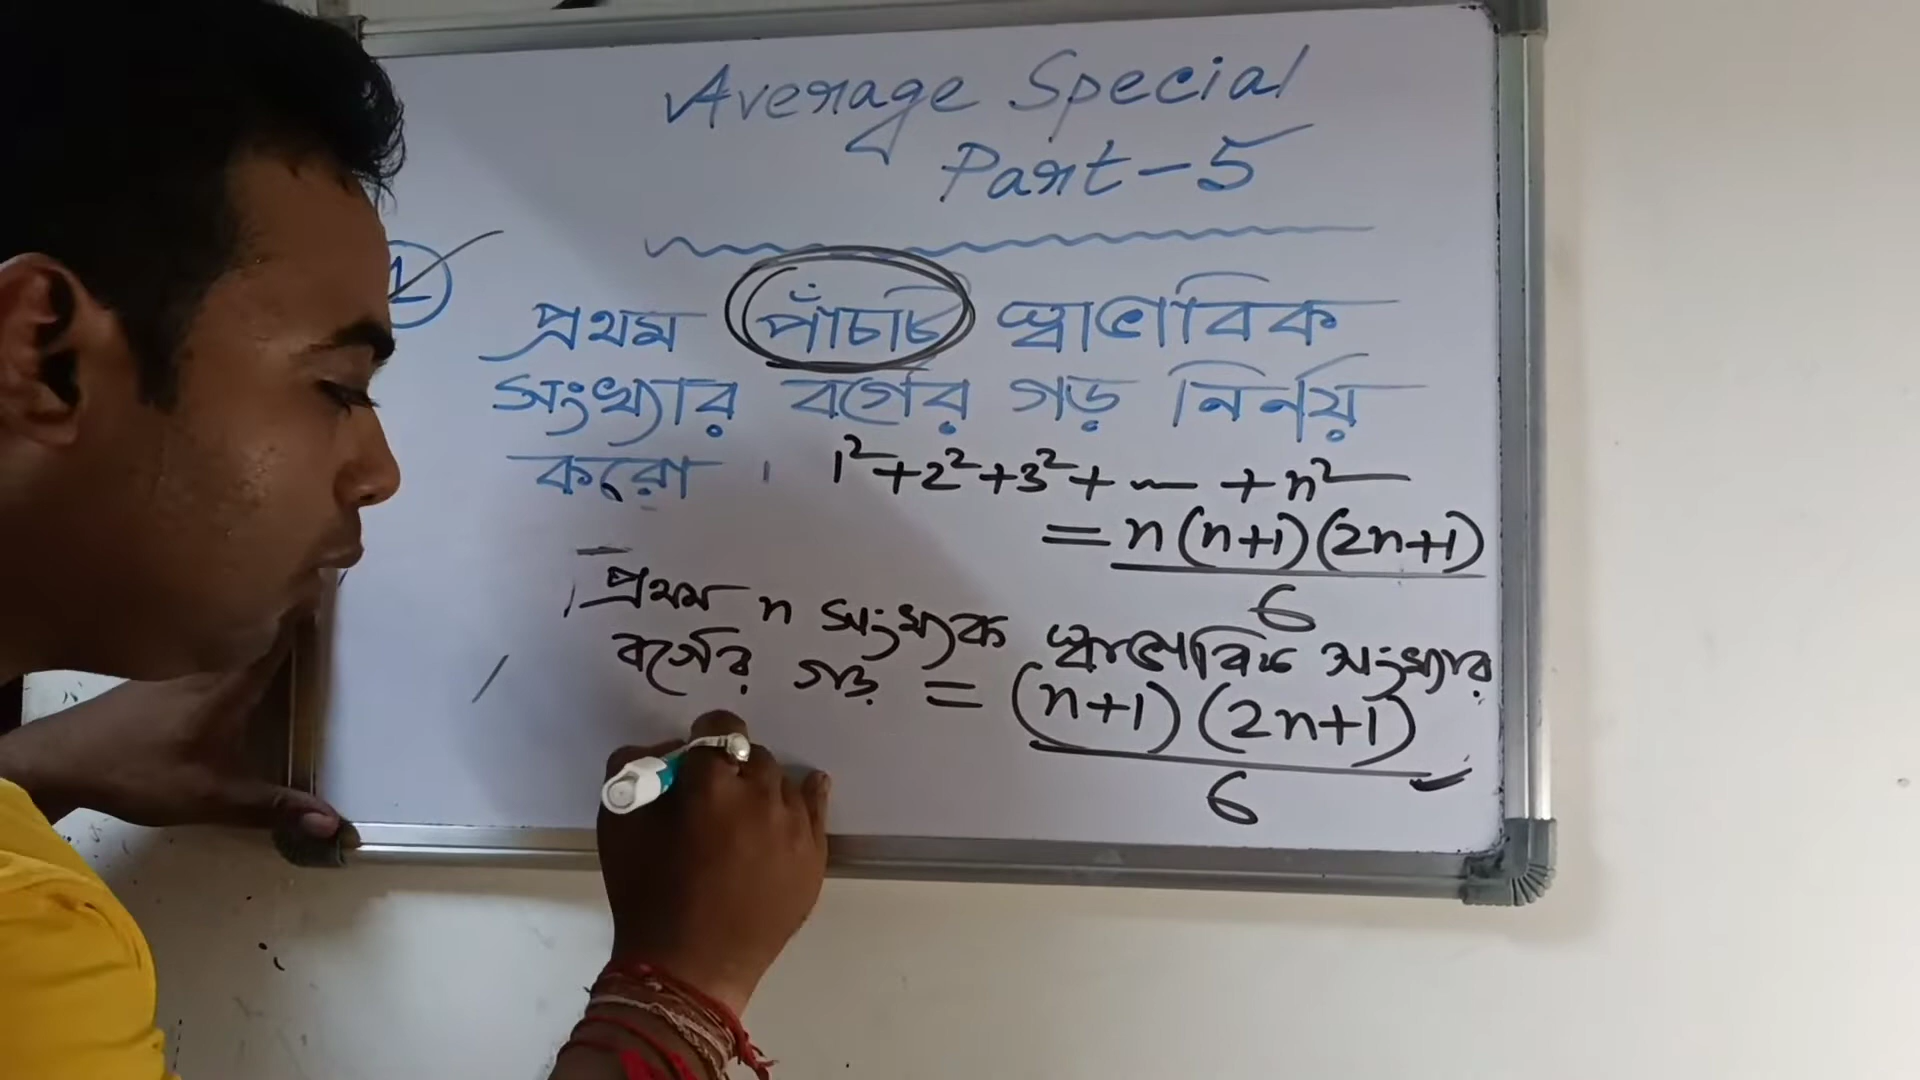 Average Special
Part-5
1
প্রথম পাঁচটি স্বাভাবিক
সংখ্যার বর্গের গড় নির্নয়
করো ।
1²+2²+3²+ --- +n²
= n(n+1)(2n+1)
6
প্রথম n সংখ্যক স্বাভাবিক সংখ্যার
বর্গের গড় = (n+1) (2n+1)
6